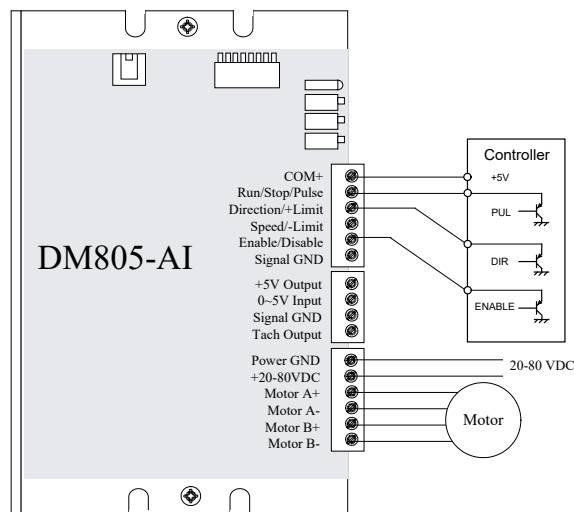 DM805-AI
COM+
Run/Stop/Pulse
Direction/+Limit
Speed/-Limit
Enable/Disable
Signal GND
+5V Output
0~5V Input
Signal GND
Tach Output
Power GND
+20-80VDC
Motor A+
Motor A-
Motor B+
Motor B-
Controller
+5V
PUL
DIR
ENABLE
20-80 VDC
Motor